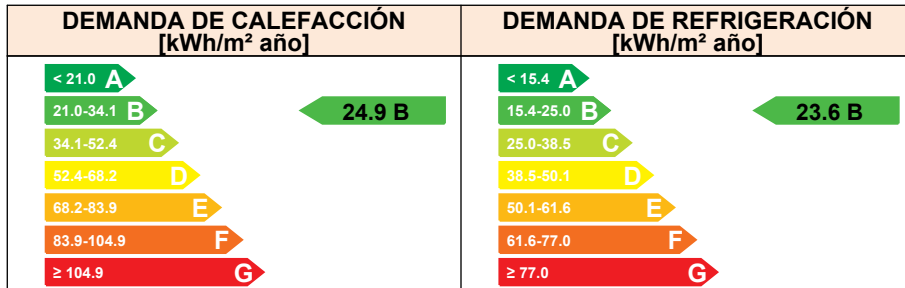 DEMANDA DE CALEFACCIÓN
[kWh/m² año]
< 21.0 A
21.0-34.1 B
24.9 B
34.1-52.4 C
52.4-68.2 D
68.2-83.9 E
83.9-104.9 F
≥ 104.9 G
DEMANDA DE REFRIGERACIÓN
[kWh/m² año]
< 15.4 A
15.4-25.0 B
23.6 B
25.0-38.5 C
38.5-50.1 D
50.1-61.6 E
61.6-77.0 F
≥ 77.0 G